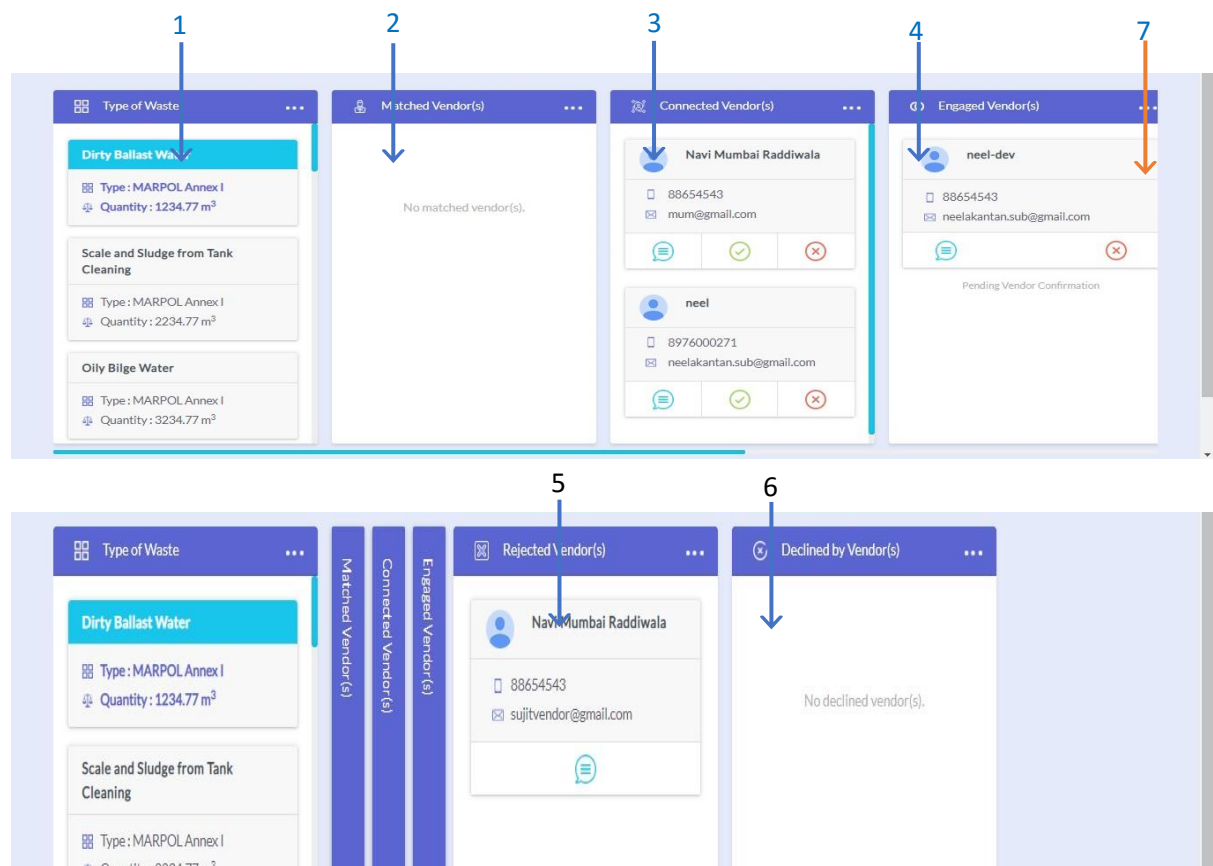 1
2
3
4
7
Type of Waste
Dirty Ballast Water
Type : MARPOL Annex I
Quantity : 1234.77 m³
Scale and Sludge from Tank
Cleaning
Type : MARPOL Annex I
Quantity : 2234.77 m³
Oily Bilge Water
Type : MARPOL Annex I
Quantity : 3234.77 m³
Matched Vendor(s)
No matched vendor(s).
Connected Vendor(s)
Navi Mumbai Raddiwala
88654543
mum@gmail.com
neel
8976000271
neelakantan.sub@gmail.com
Engaged Vendor(s)
neel-dev
88654543
neelakantan.sub@gmail.com
Pending Vendor Confirmation
5
6
Type of Waste
Dirty Ballast Water
Type : MARPOL Annex I
Quantity : 1234.77 m³
Scale and Sludge from Tank
Cleaning
Type : MARPOL Annex I
Matched Vendor(s)
Connected Vendor(s)
Engaged Vendor(s)
Rejected Vendor(s)
Navi Mumbai Raddiwala
88654543
sujitvendor@gmail.com
Declined by Vendor(s)
No declined vendor(s).